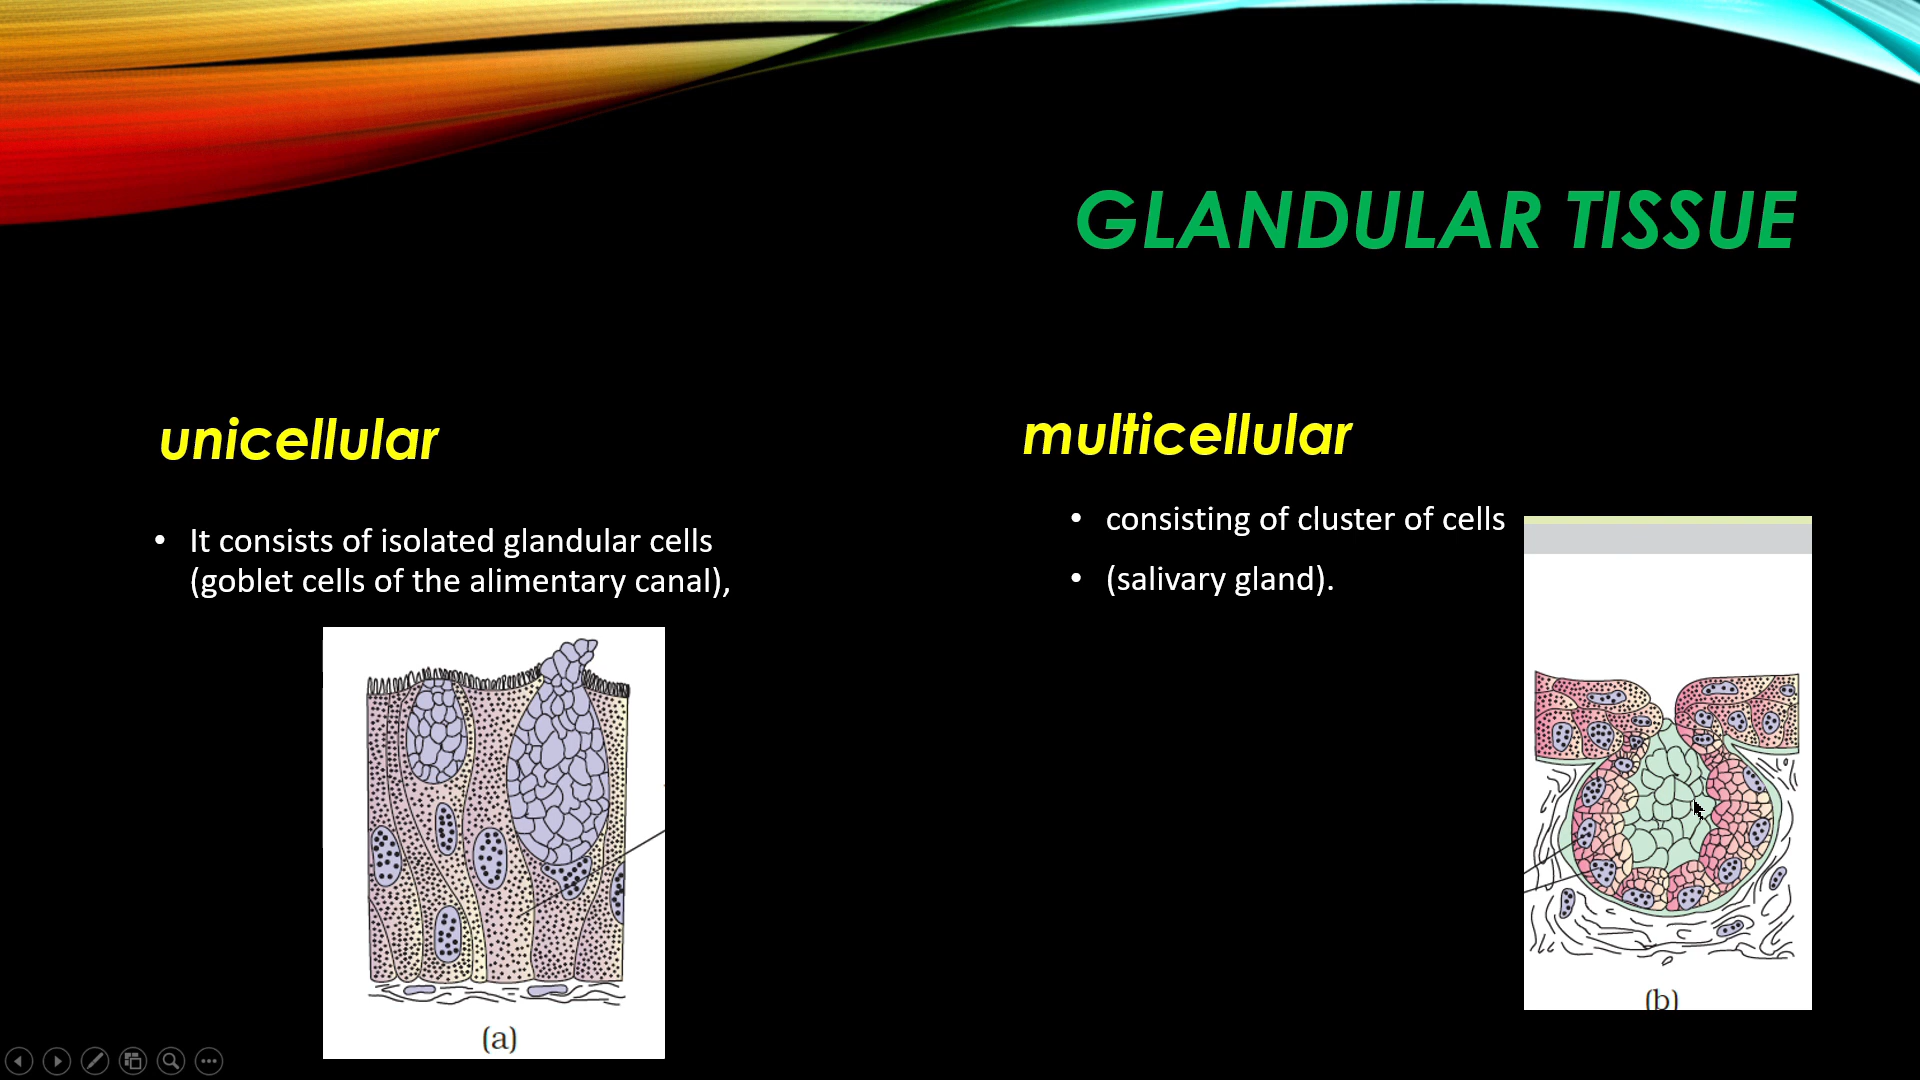 GLANDULAR TISSUE
unicellular
• It consists of isolated glandular cells
(goblet cells of the alimentary canal),
(a)
multicellular
• consisting of cluster of cells
• (salivary gland).
(b)